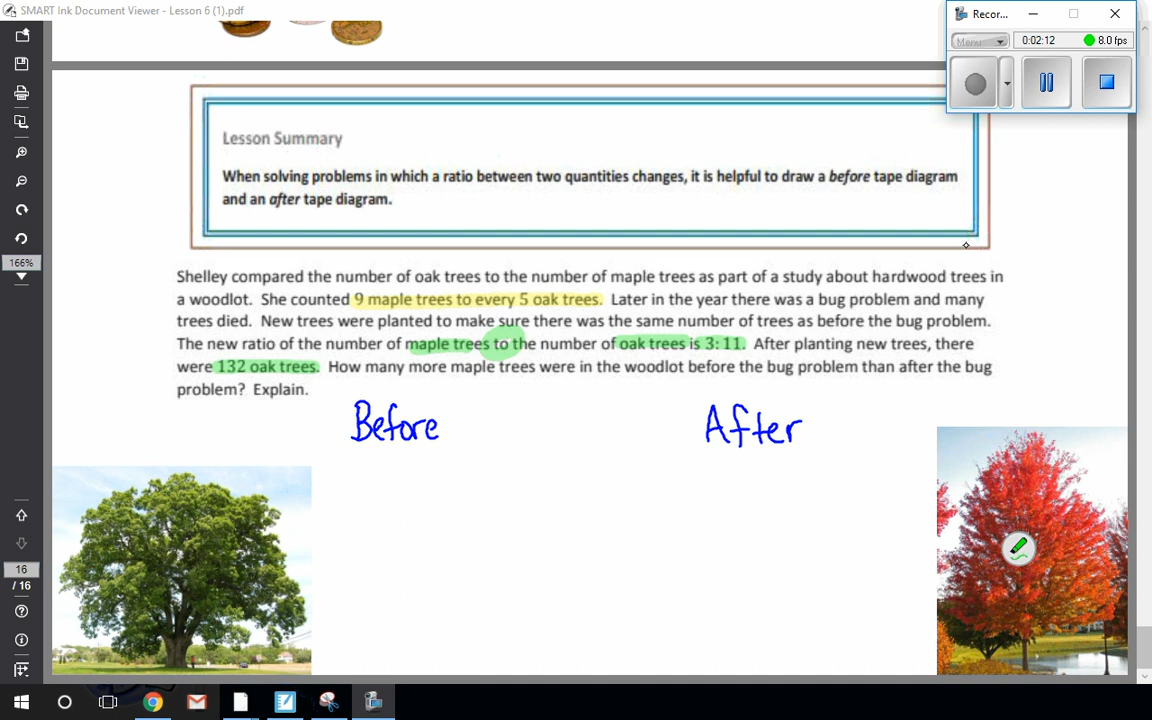 SMART Ink Document Viewer - Lesson 6 (1).pdf
Recor...
Menu
0:02:12
8.0 fps
Lesson Summary
When solving problems in which a ratio between two quantities changes, it is helpful to draw a before tape diagram
and an after tape diagram.
166%
Shelley compared the number of oak trees to the number of maple trees as part of a study about hardwood trees in
a woodlot. She counted 9 maple trees to every 5 oak trees. Later in the year there was a bug problem and many
trees died. New trees were planted to make sure there was the same number of trees as before the bug problem.
The new ratio of the number of maple trees to the number of oak trees is 3:11. After planting new trees, there
were 132 oak trees. How many more maple trees were in the woodlot before the bug problem than after the bug
problem? Explain.
Before
After
16
/ 16